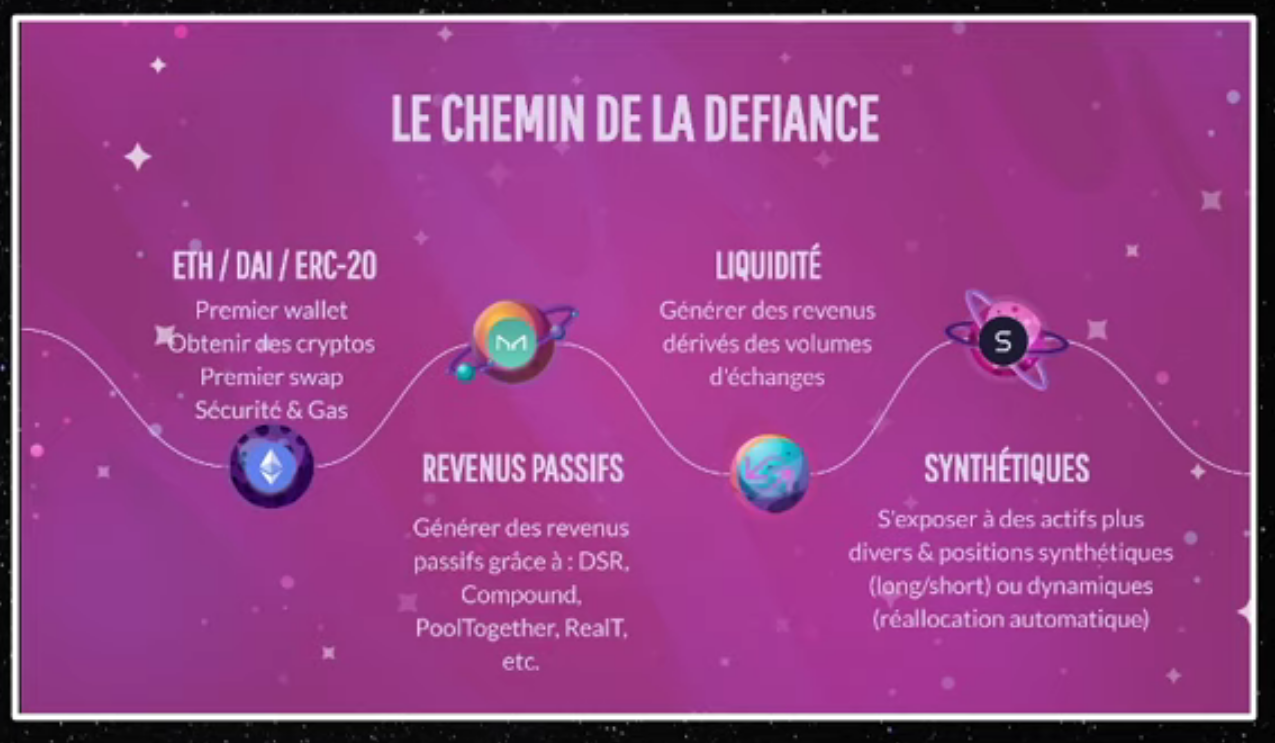 LE CHEMIN DE LA DEFIANCE
ETH / DAI / ERC-20
Premier wallet
Obtenir des cryptos
Premier swap
Sécurité & Gas
REVENUS PASSIFS
Générer des revenus
passifs grâce à : DSR,
Compound,
PoolTogether, RealT,
etc.
LIQUIDITÉ
Générer des revenus
dérivés des volumes
d'échanges
S
SYNTHÉTIQUES
S'exposer à des actifs plus
divers & positions synthétiques
(long/short) ou dynamiques
(réallocation automatique)